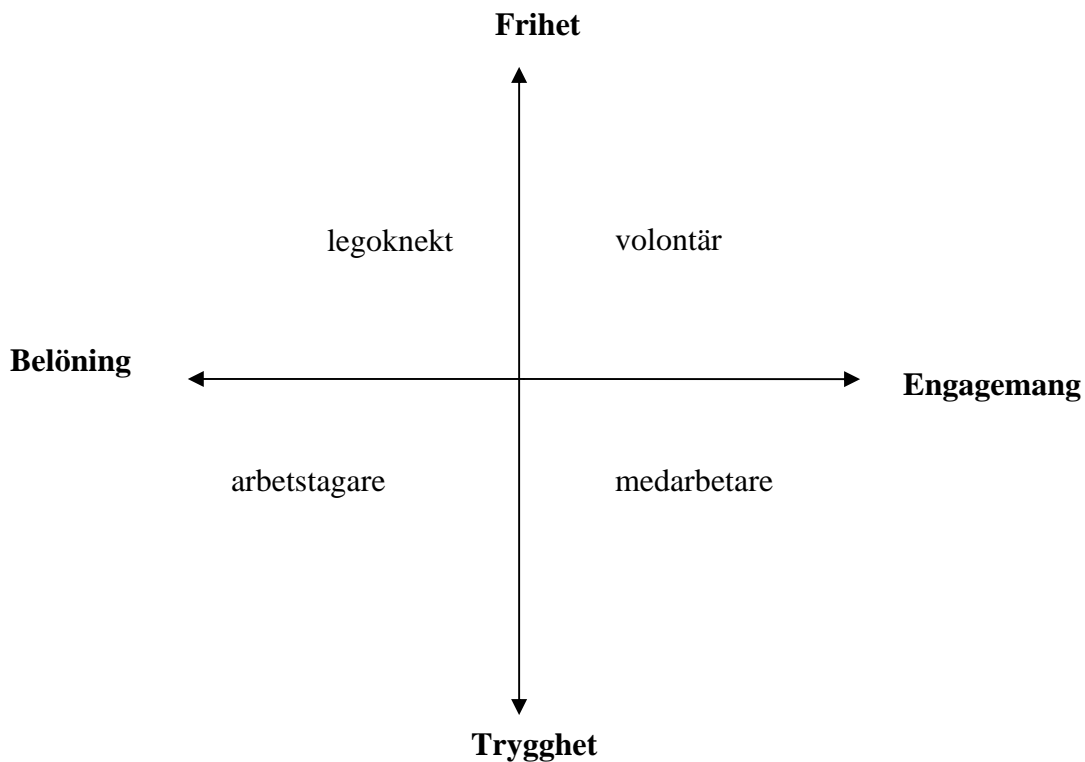 Frihet
legoknekt volontär
Belöning
Engagemang
arbetstagare medarbetare
Trygghet